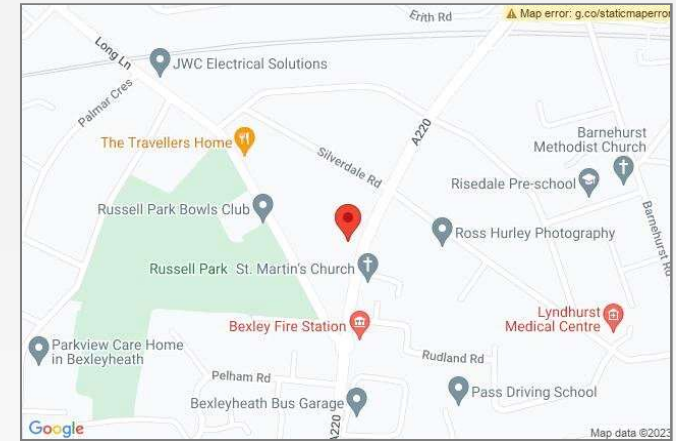 Erith Rd
Map error: g.co/staticmaperror
Long Ln
JWC Electrical Solutions
Palmar Cres
A220
The Travellers Home
Silverdale Rd
Barnehurst
Methodist Church
Risedale Pre-school
Russell Park Bowls Club
Ross Hurley Photography
Barnehurst Rd
Russell Park
St. Martin's Church
Bexley Fire Station
Lyndhurst
Medical Centre
Parkview Care Home
in Bexleyheath
Rudland Rd
Pelham Rd
Pass Driving School
Bexleyheath Bus Garage
A220
Google
Map data ©2023